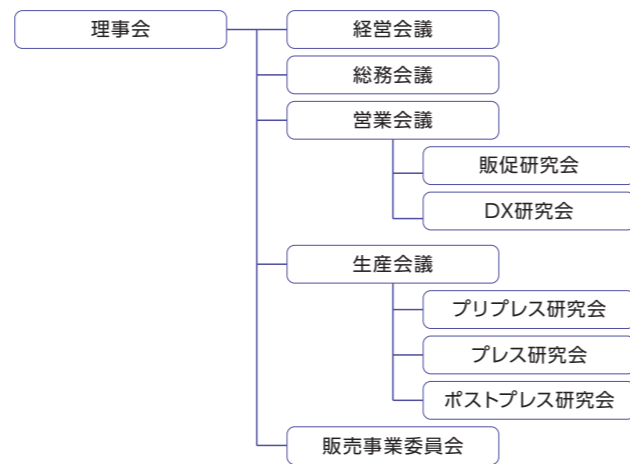 理事会
経営会議
総務会議
営業会議
販促研究会
DX研究会
生産会議
プリプレス研究会
プレス研究会
ポストプレス研究会
販売事業委員会